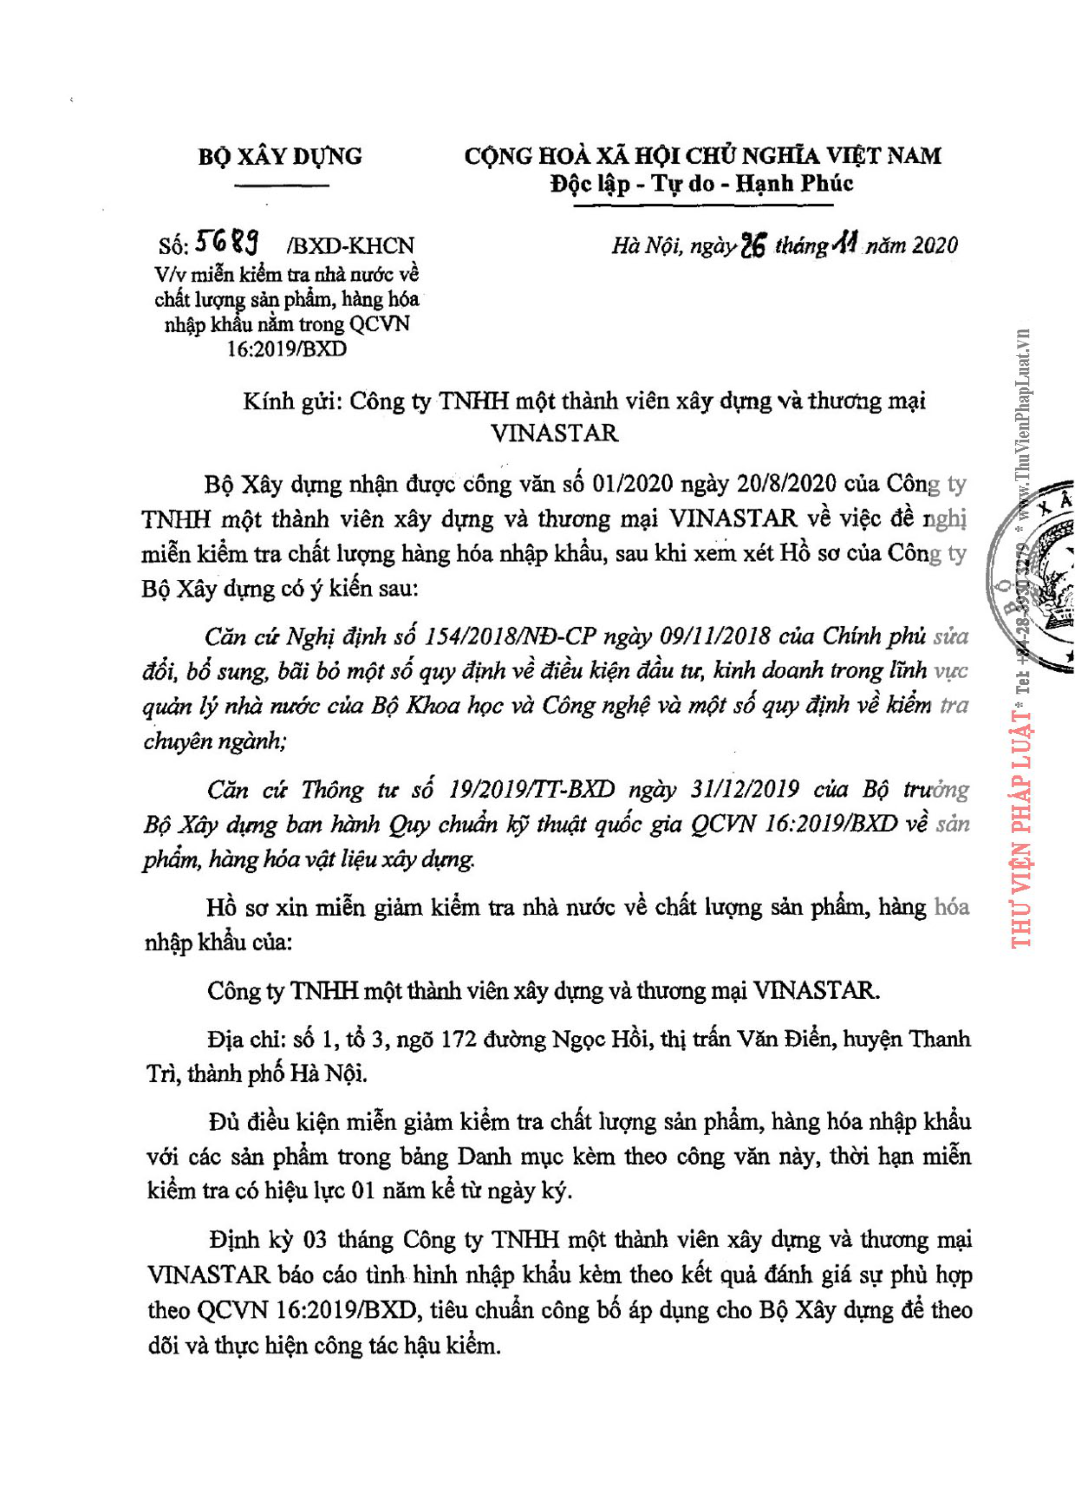 BỘ XÂY DỰNG
CỘNG HOÀ XÃ HỘI CHỦ NGHĨA VIỆT NAM
Độc lập - Tự do - Hạnh Phúc
Số: 5689 /BXD-KHCN
Hà Nội, ngày 26 tháng 11 năm 2020
V/v miễn kiểm tra nhà nước về
chất lượng sản phẩm, hàng hóa
nhập khẩu nằm trong QCVN
16:2019/BXD
Kính gửi: Công ty TNHH một thành viên xây dựng và thương mại
VINASTAR
Bộ Xây dựng nhận được công văn số 01/2020 ngày 20/8/2020 của Công ty
TNHH một thành viên xây dựng và thương mại VINASTAR về việc đề nghị
miễn kiểm tra chất lượng hàng hóa nhập khẩu, sau khi xem xét Hồ sơ của Công ty
Bộ Xây dựng có ý kiến sau:
Căn cứ Nghị định số 154/2018/NĐ-CP ngày 09/11/2018 của Chính phủ sửa
đổi, bổ sung, bãi bỏ một số quy định về điều kiện đầu tư, kinh doanh trong lĩnh vực
quản lý nhà nước của Bộ Khoa học và Công nghệ và một số quy định về kiểm tra
chuyên ngành;
Căn cứ Thông tư số 19/2019/TT-BXD ngày 31/12/2019 của Bộ trưởng
Bộ Xây dựng ban hành Quy chuẩn kỹ thuật quốc gia QCVN 16:2019/BXD về sản
phẩm, hàng hóa vật liệu xây dựng.
Hồ sơ xin miễn giảm kiểm tra nhà nước về chất lượng sản phẩm, hàng hóa
nhập khẩu của:
Công ty TNHH một thành viên xây dựng và thương mại VINASTAR.
Địa chỉ: số 1, tổ 3, ngõ 172 đường Ngọc Hồi, thị trấn Văn Điển, huyện Thanh
Trì, thành phố Hà Nội.
Đủ điều kiện miễn giảm kiểm tra chất lượng sản phẩm, hàng hóa nhập khẩu
với các sản phẩm trong bảng Danh mục kèm theo công văn này, thời hạn miễn
kiểm tra có hiệu lực 01 năm kể từ ngày ký.
Định kỳ 03 tháng Công ty TNHH một thành viên xây dựng và thương mại
VINASTAR báo cáo tình hình nhập khẩu kèm theo kết quả đánh giá sự phù hợp
theo QCVN 16:2019/BXD, tiêu chuẩn công bố áp dụng cho Bộ Xây dựng để theo
dõi và thực hiện công tác hậu kiểm.
THƯ VIỆN PHÁP LUẬT * Tel: +84-28-3930 3279 * www.ThuVienPhapLuat.vn
BỘ XÂ